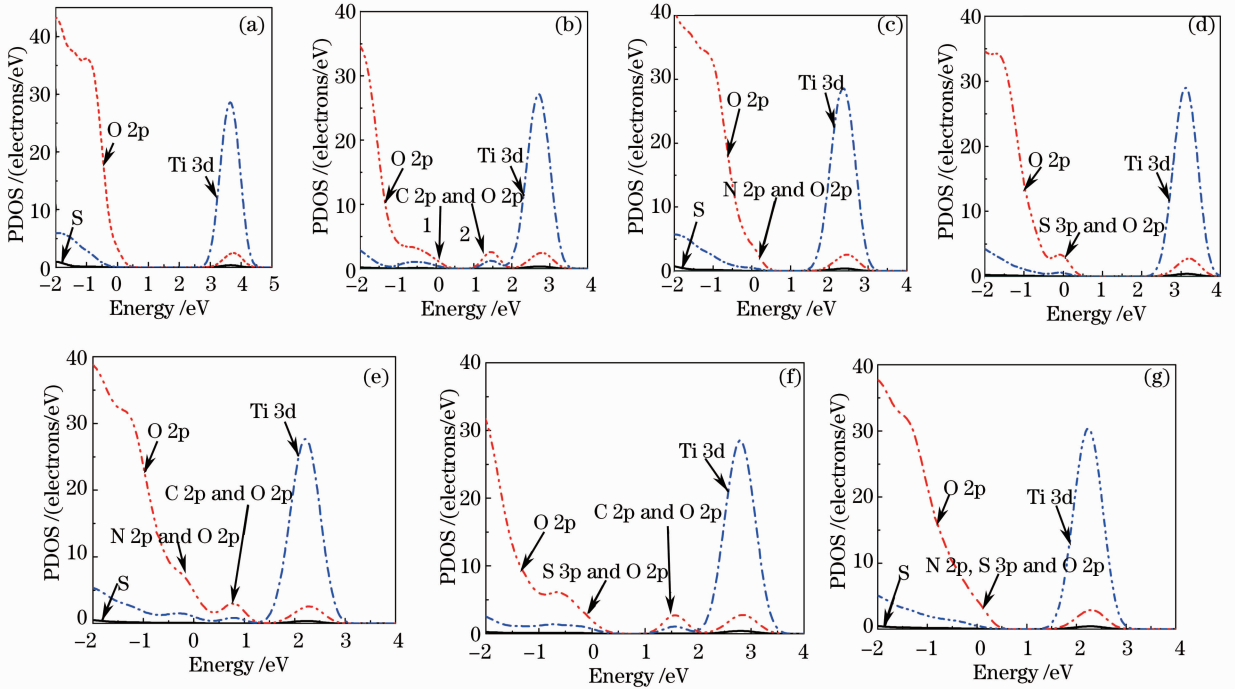 (a)
PDOS /(electrons/eV)
40
30
20
10
0
O 2p
Ti 3d
S
−2 −1 0 1 2 3 4 5
Energy /eV
(b)
PDOS /(electrons/eV)
40
30
20
10
0
O 2p
Ti 3d
C 2p and O 2p
1 2
−2 −1 0 1 2 3 4
Energy /eV
(c)
PDOS /(electrons/eV)
40
30
20
10
0
Ti 3d
O 2p
N 2p and O 2p
S
−2 −1 0 1 2 3 4
Energy /eV
(d)
PDOS /(electrons/eV)
40
30
20
10
0
O 2p
Ti 3d
S 3p and O 2p
−2 −1 0 1 2 3 4
Energy /eV
(e)
PDOS /(electrons/eV)
40
30
20
10
0
Ti 3d
O 2p
C 2p and O 2p
N 2p and O 2p
S
−2 −1 0 1 2 3 4
Energy /eV
(f)
PDOS /(electrons/eV)
40
30
20
10
0
Ti 3d
O 2p
C 2p and O 2p
S 3p and O 2p
−2 −1 0 1 2 3 4
Energy /eV
(g)
PDOS /(electrons/eV)
40
30
20
10
0
O 2p
Ti 3d
N 2p, S 3p and O 2p
S
−2 −1 0 1 2 3 4
Energy /eV